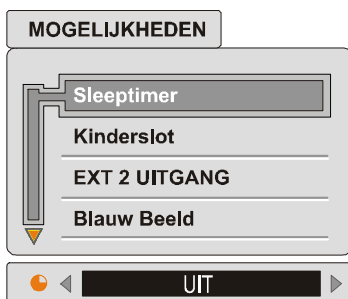 MOGELIJKHEDEN
Sleeptimer
Kinderslot
EXT 2 UITGANG
Blauw Beeld
UIT